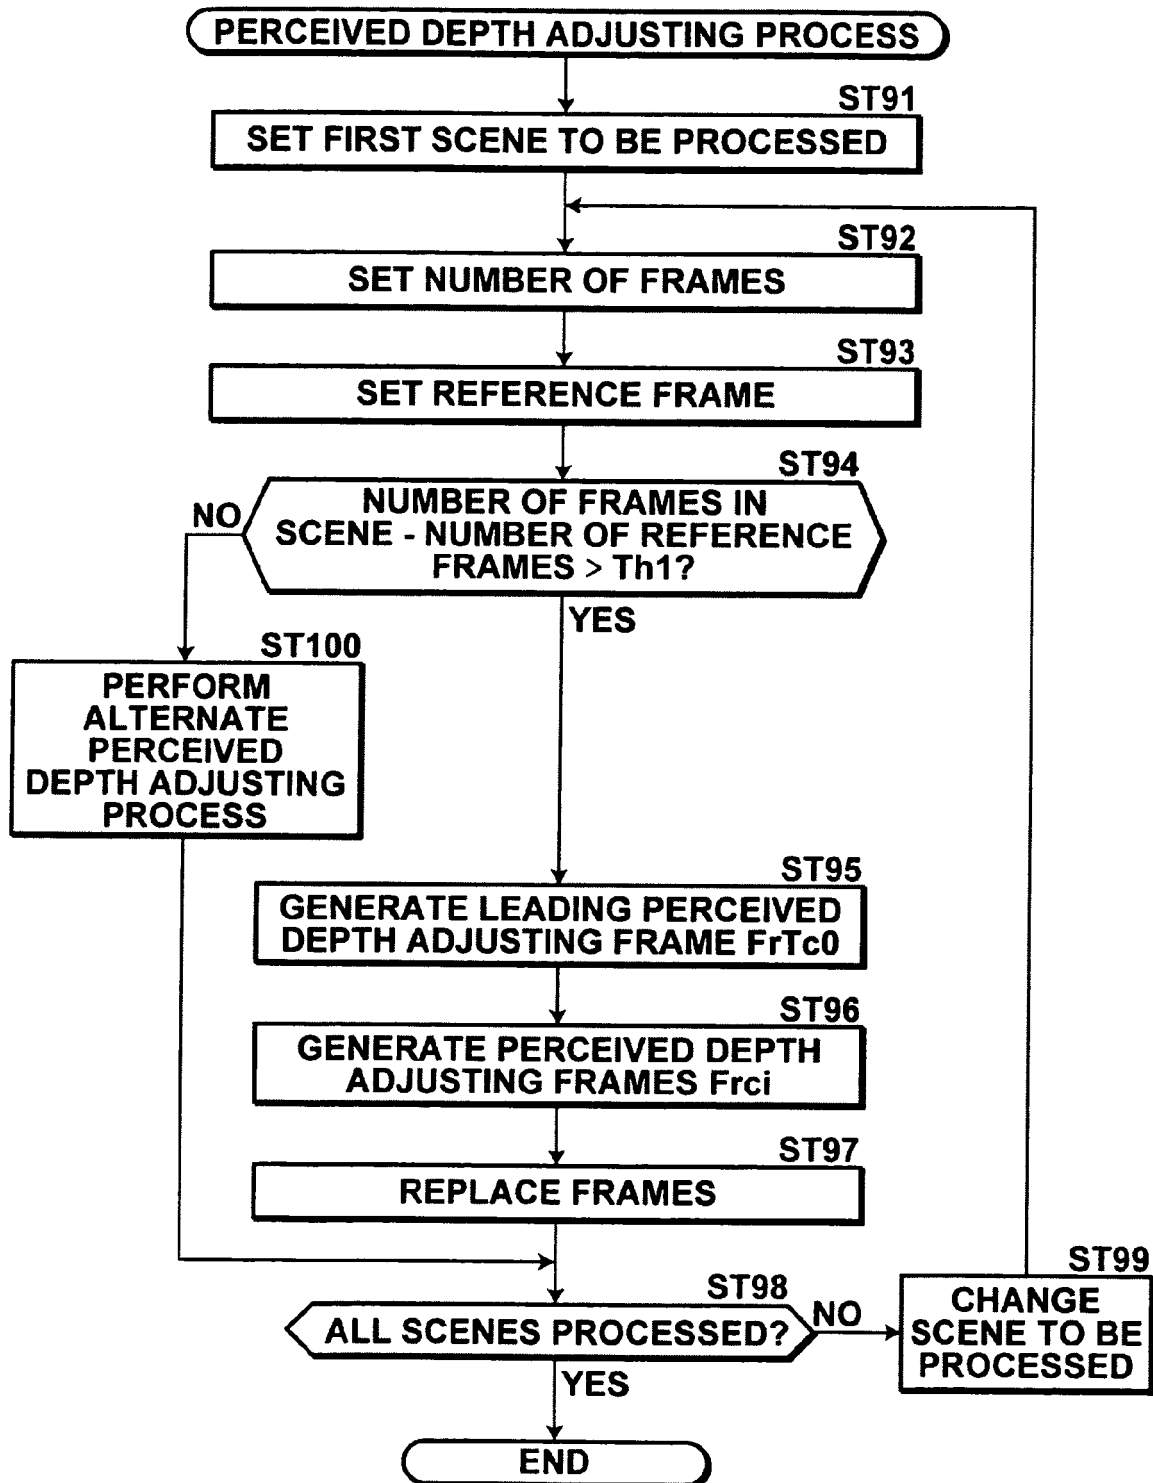 PERCEIVED DEPTH ADJUSTING PROCESS
ST91
SET FIRST SCENE TO BE PROCESSED
ST92
SET NUMBER OF FRAMES
ST93
SET REFERENCE FRAME
ST94
NUMBER OF FRAMES IN
SCENE - NUMBER OF REFERENCE
FRAMES > Th1?
NO
YES
ST100
PERFORM
ALTERNATE
PERCEIVED
DEPTH ADJUSTING
PROCESS
ST95
GENERATE LEADING PERCEIVED
DEPTH ADJUSTING FRAME FrTc0
ST96
GENERATE PERCEIVED DEPTH
ADJUSTING FRAMES Frci
ST97
REPLACE FRAMES
ST98
ALL SCENES PROCESSED?
NO
YES
ST99
CHANGE
SCENE TO BE
PROCESSED
END